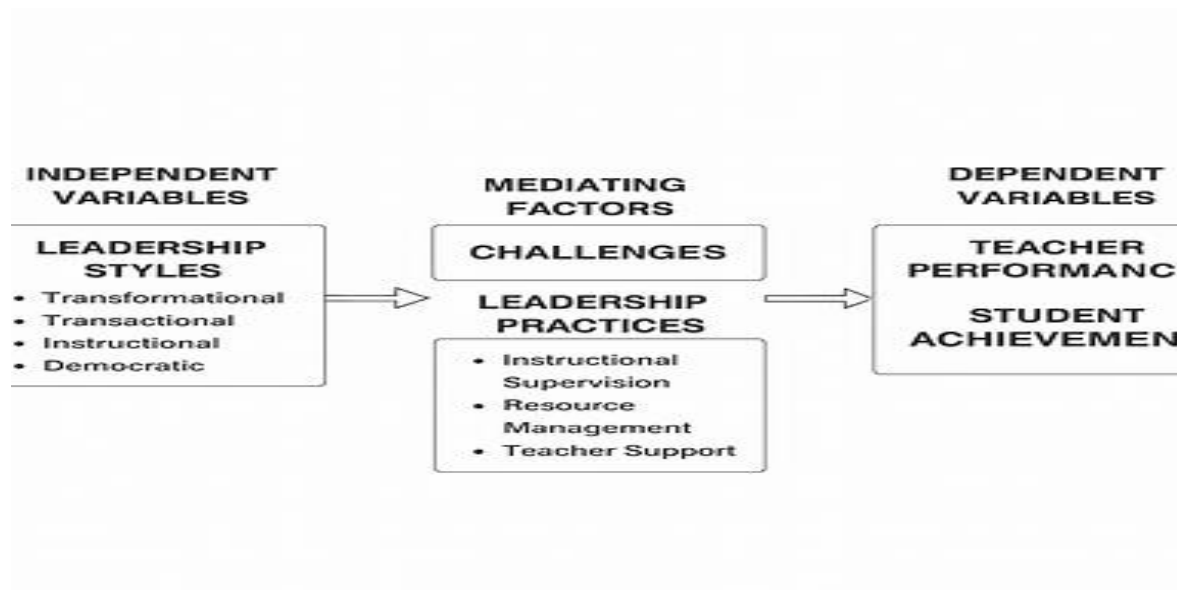 INDEPENDENT
VARIABLES
LEADERSHIP
STYLES
• Transformational
• Transactional
• Instructional
• Democratic
MEDIATING
FACTORS
CHALLENGES
LEADERSHIP
PRACTICES
• Instructional
Supervision
• Resource
Management
• Teacher Support
DEPENDENT
VARIABLES
TEACHER
PERFORMANC
STUDENT
ACHIEVEMEN